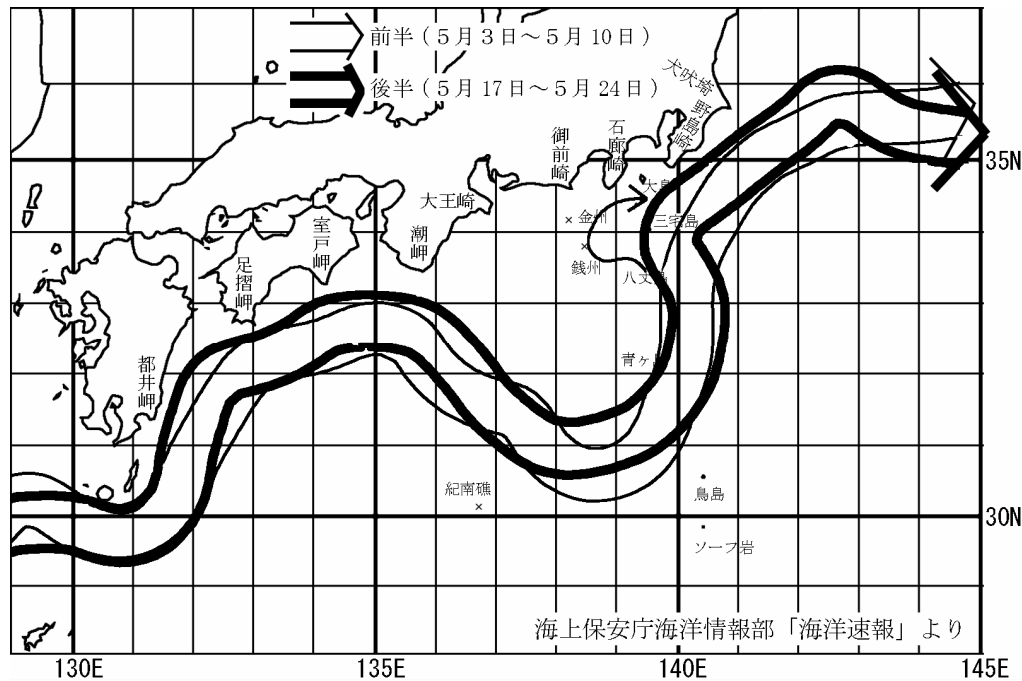 前半（５月３日～５月10日）
後半（５月17日～５月24日）
犬吠埼
野島崎
石廊崎
御前崎
35N
大王崎
大島
金州
三宅島
室戸岬
潮岬
銭州
八丈島
足摺岬
青ヶ
都井岬
紀南礁
鳥島
30N
ソーフ岩
海上保安庁海洋情報部「海洋速報」より
130E
135E
140E
145E